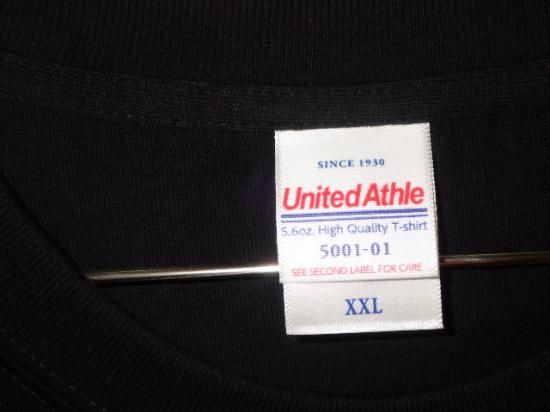 SINCE 1930
United Athle
5.6oz. High Quality T-shirt
5001-01
SEE SECOND LABEL FOR CARE
XXL